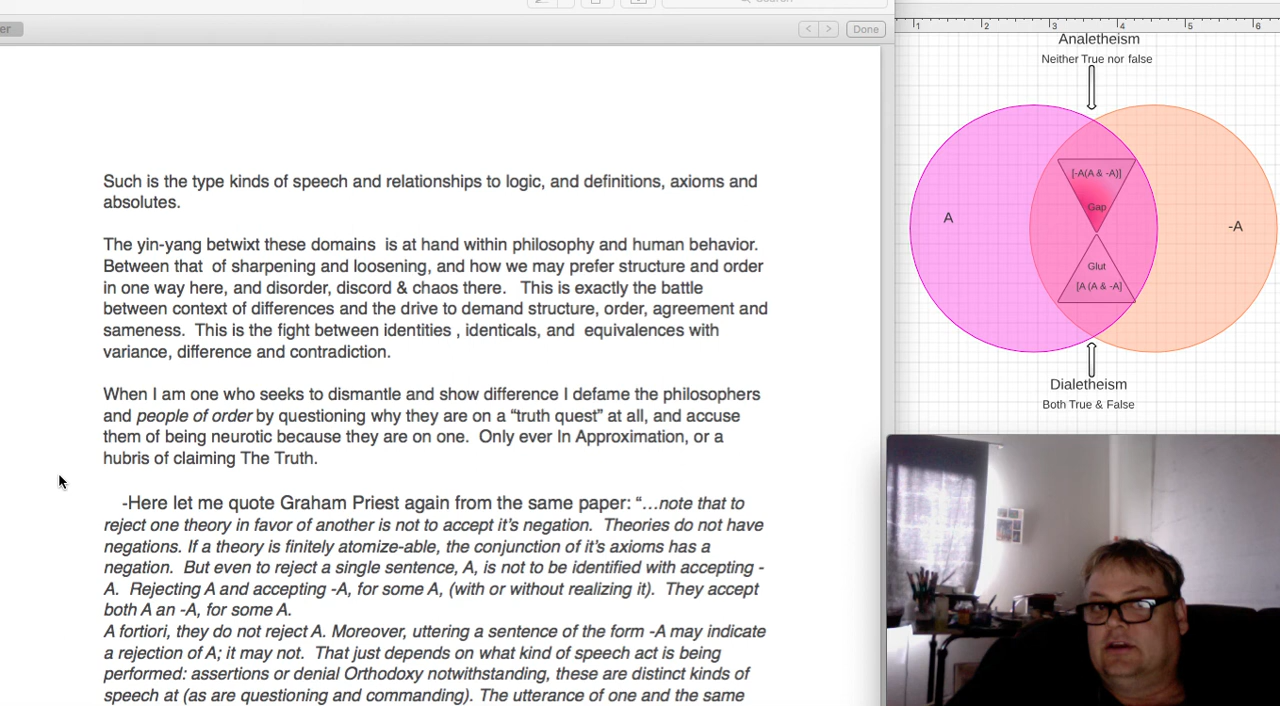 er
< >
Done
Search
1 2 3 4 5 6
Such is the type kinds of speech and relationships to logic, and definitions, axioms and
absolutes.
The yin-yang betwixt these domains is at hand within philosophy and human behavior.
Between that of sharpening and loosening, and how we may prefer structure and order
in one way here, and disorder, discord & chaos there. This is exactly the battle
between context of differences and the drive to demand structure, order, agreement and
sameness. This is the fight between identities , identicals, and equivalences with
variance, difference and contradiction.
When I am one who seeks to dismantle and show difference I defame the philosophers
and people of order by questioning why they are on a “truth quest” at all, and accuse
them of being neurotic because they are on one. Only ever In Approximation, or a
hubris of claiming The Truth.
-Here let me quote Graham Priest again from the same paper: “…note that to
reject one theory in favor of another is not to accept it’s negation. Theories do not have
negations. If a theory is finitely atomize-able, the conjunction of it’s axioms has a
negation. But even to reject a single sentence, A, is not to be identified with accepting -
A. Rejecting A and accepting -A, for some A, (with or without realizing it). They accept
both A an -A, for some A.
A fortiori, they do not reject A. Moreover, uttering a sentence of the form -A may indicate
a rejection of A; it may not. That just depends on what kind of speech act is being
performed: assertions or denial Orthodoxy notwithstanding, these are distinct kinds of
speech at (as are questioning and commanding). The utterance of one and the same
Analetheism
Neither True nor false
[-A(A & -A)]
Gap
A
-A
Glut
[A (A & -A]
Dialetheism
Both True & False